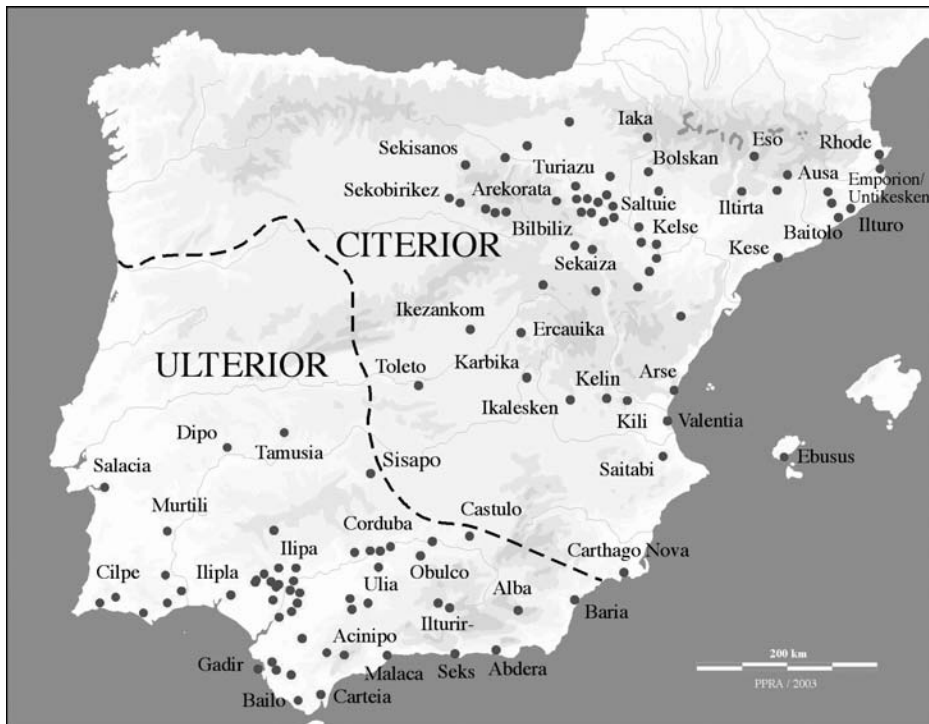 Iaka
Eso
Rhode
Sekisanos
Turiazu
Bolskan
Ausa
Emporion/
Untikesken
Sekobirikez
Arekorata
Saltuie
Iltirta
Bilbiliz
Kelse
Baitolo
Ilturo
CITERIOR
Kese
Sekaiza
Ikezankom
Ercauika
ULTERIOR
Toleto
Karbika
Kelin
Arse
Ikalesken
Kili
Valentia
Dipo
Tamusia
Salacia
Sisapo
Saitabi
Ebusus
Murtili
Corduba
Castulo
Ilipa
Carthago Nova
Cilpe
Ilipla
Ulia
Obulco
Alba
Baria
Ilturir-
Acinipo
Gadir
Malaca
Seks
Abdera
Bailo
Carteia
200 km
PPRA / 2003